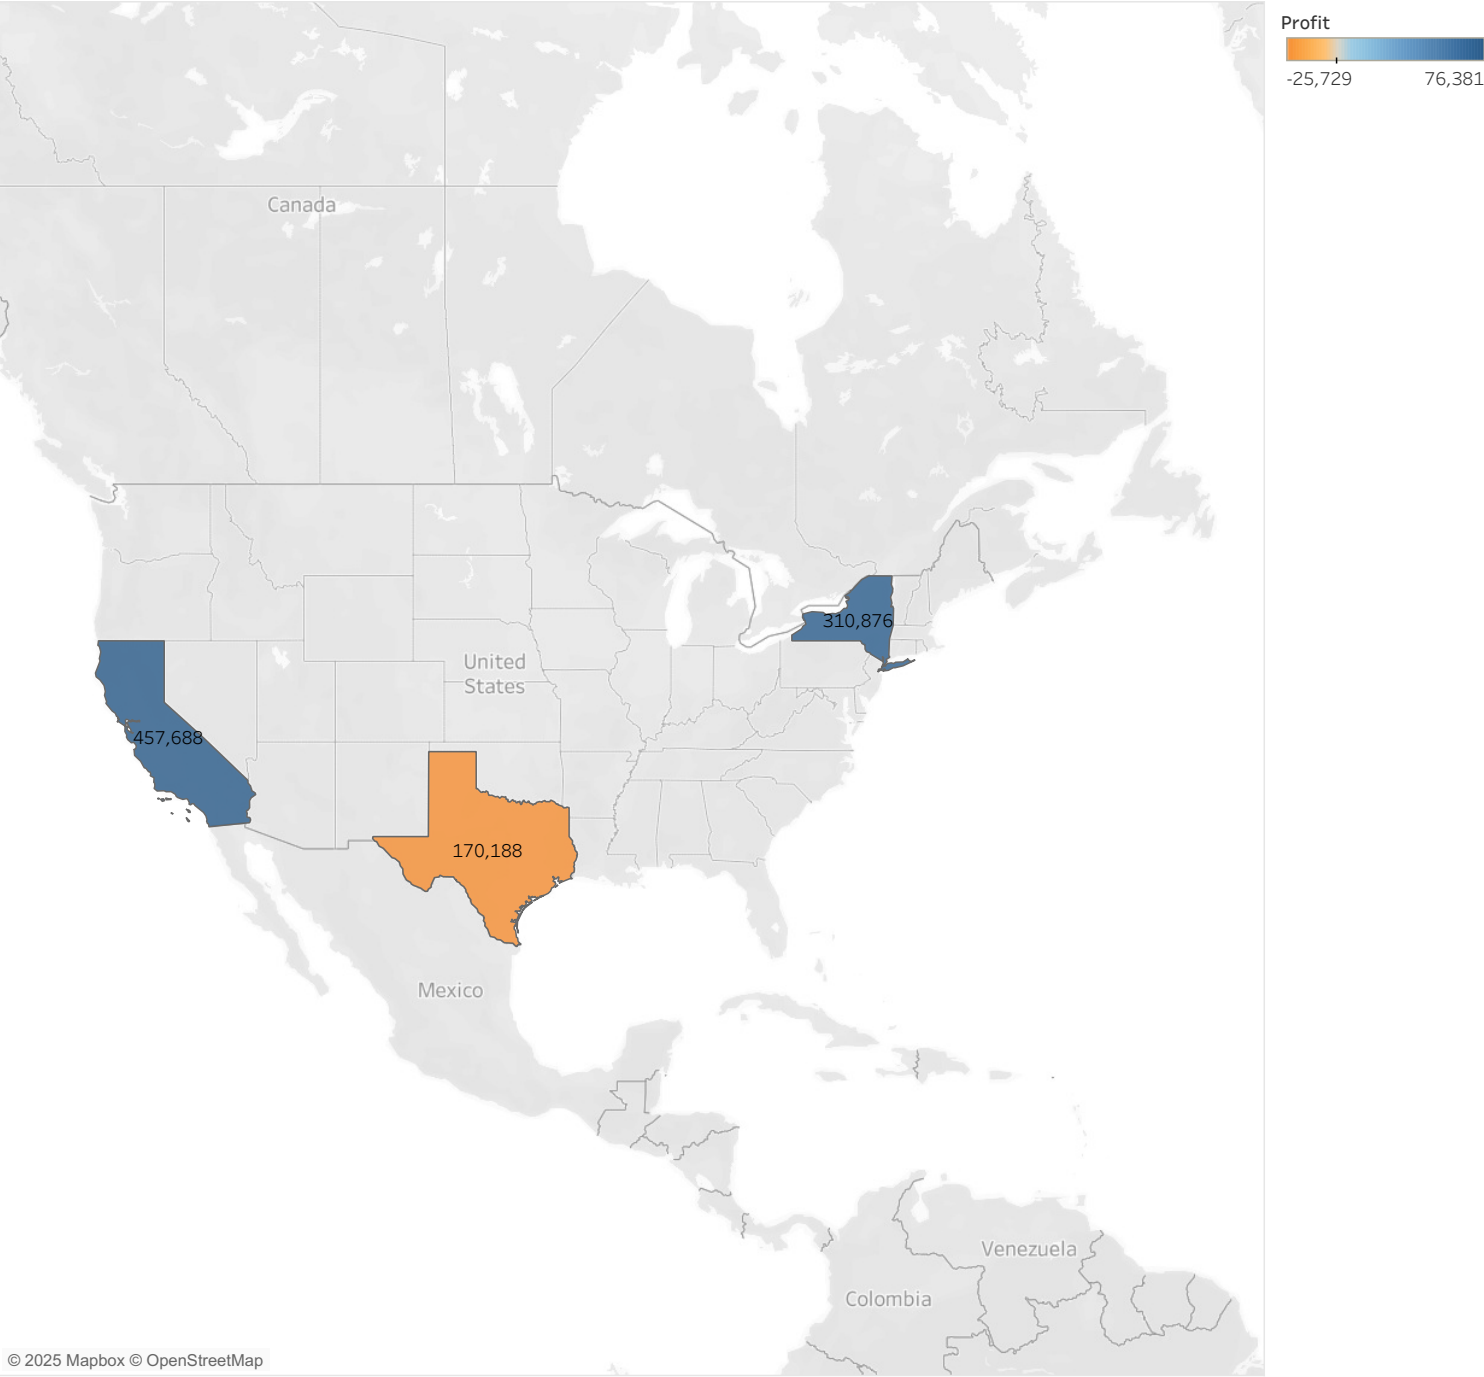 Profit
-25,729 76,381
Canada
310,876
United
States
457,688
170,188
Mexico
Venezuela
Colombia
© 2025 Mapbox © OpenStreetMap